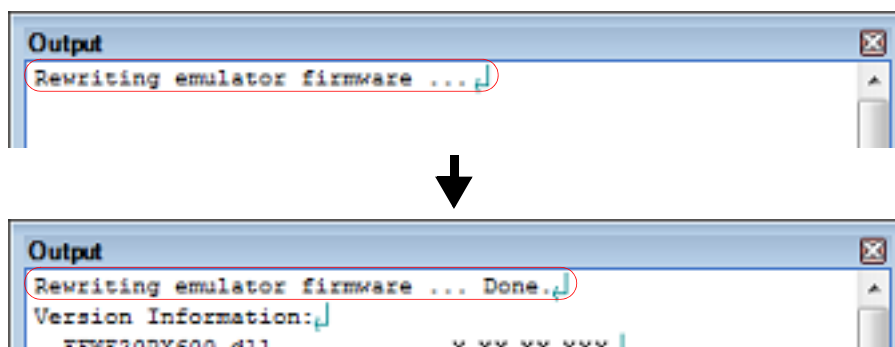 Output
Rewriting emulator firmware ...
Output
Rewriting emulator firmware ... Done.
Version Information: